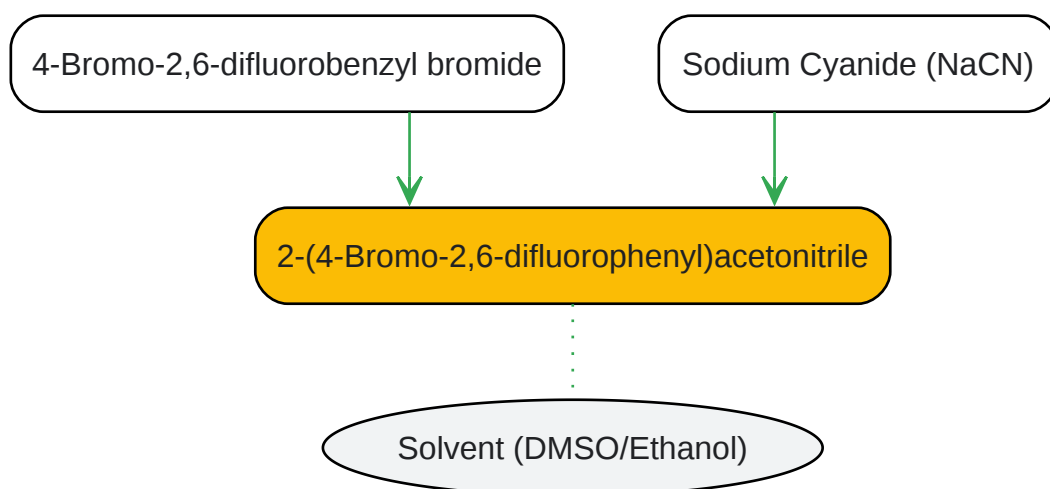 4-Bromo-2,6-difluorobenzyl bromide
Sodium Cyanide (NaCN)
2-(4-Bromo-2,6-difluorophenyl)acetonitrile
Solvent (DMSO/Ethanol)